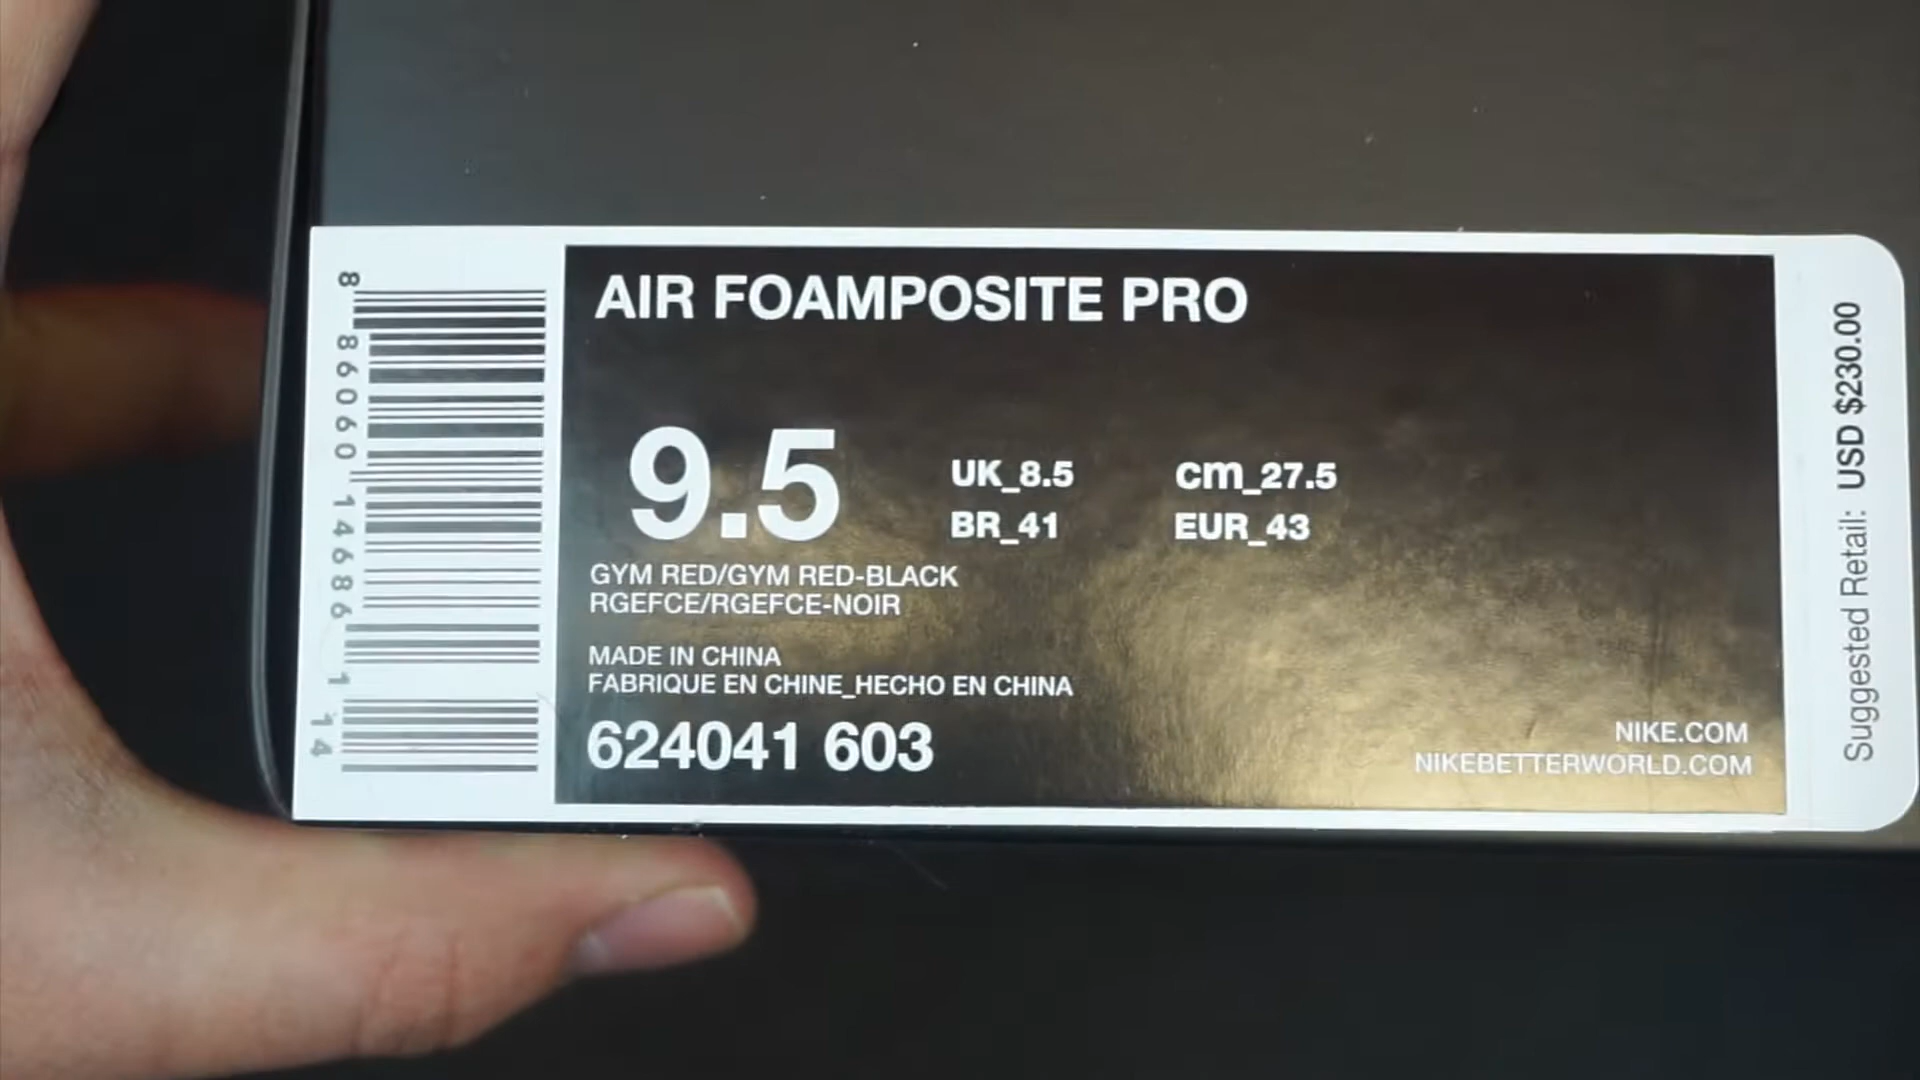 8 86060 14686 1 14
AIR FOAMPOSITE PRO
9.5
UK_8.5 cm_27.5
BR_41 EUR_43
GYM RED/GYM RED-BLACK
RGEFCE/RGEFCE-NOIR
MADE IN CHINA
FABRIQUE EN CHINE_HECHO EN CHINA
624041 603
NIKE.COM
NIKEBETTERWORLD.COM
Suggested Retail: USD $230.00